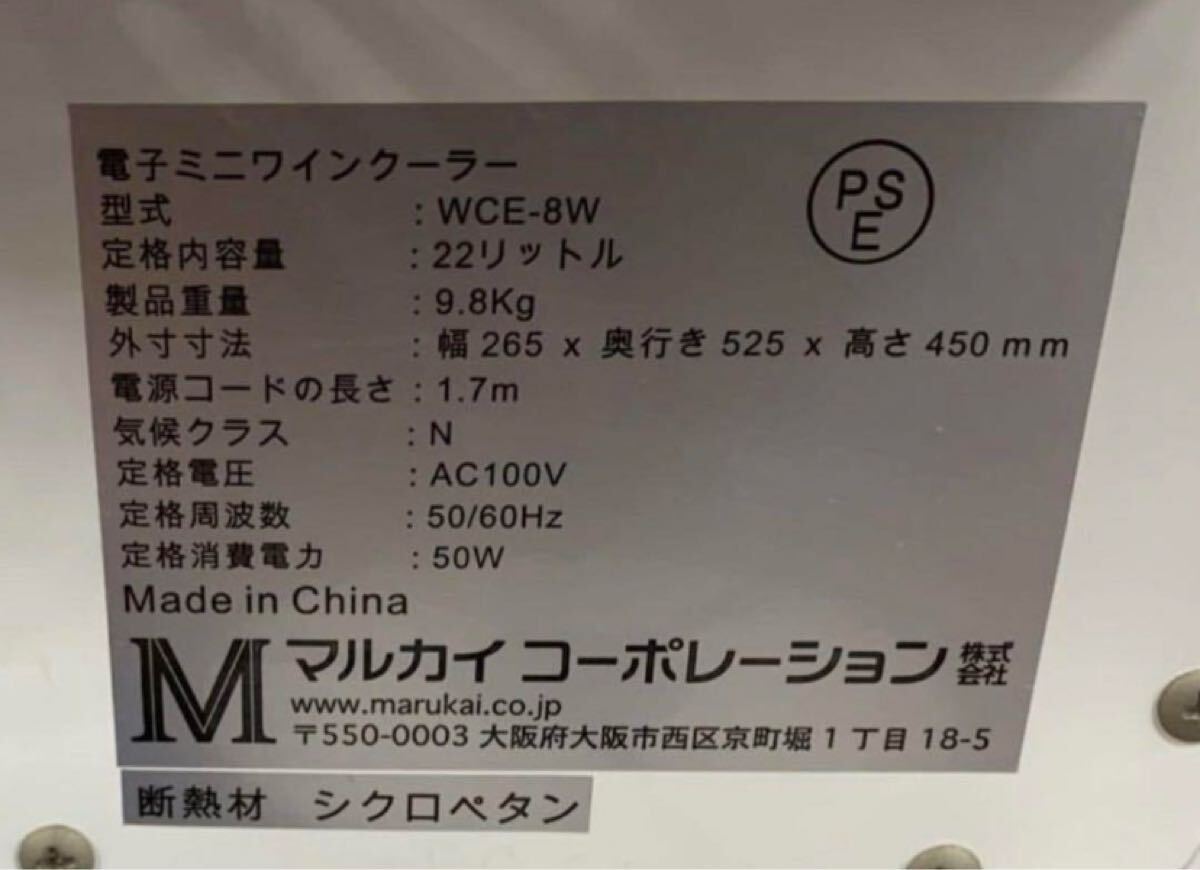 電子ミニワインクーラー
PSE
型式 : WCE-8W
定格内容量 : 22リットル
製品重量 : 9.8Kg
外寸寸法 : 幅 265 x 奥行き 525 x 高さ 450 mm
電源コードの長さ : 1.7m
気候クラス : N
定格電圧 : AC100V
定格周波数 : 50/60Hz
定格消費電力 : 50W
Made in China
M マルカイ コーポレーション 株式会社
www.marukai.co.jp
〒550-0003 大阪府大阪市西区京町堀 1 丁目 18-5
断熱材 シクロペタン